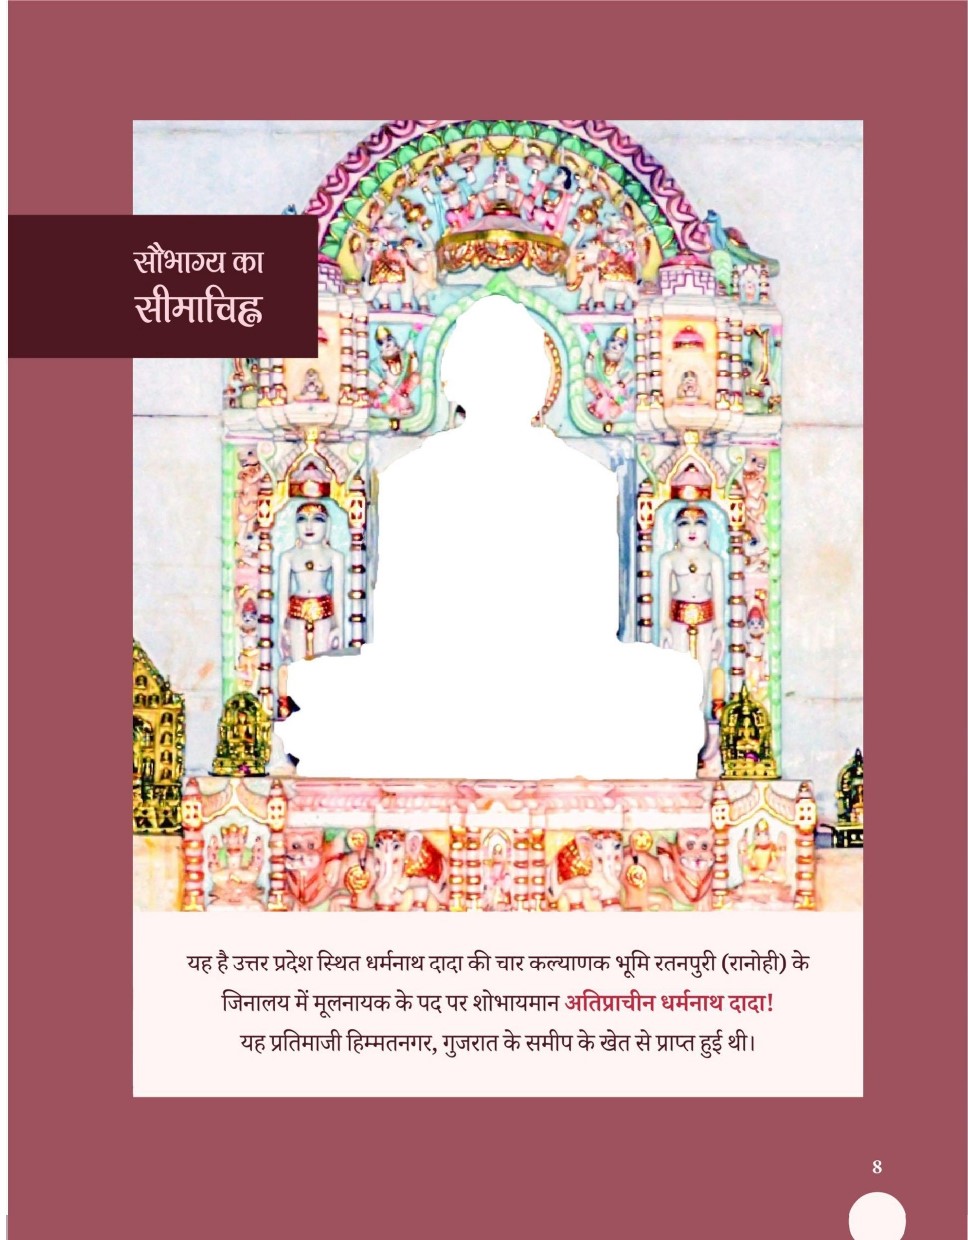 सौभाग्य का
सीमाचिह्न
यह है उत्तर प्रदेश स्थित धर्मनाथ दादा की चार कल्याणक भूमि रतनपुरी (रानोही) के
जिनालय में मूलनायक के पद पर शोभायमान अतिप्राचीन धर्मनाथ दादा!
यह प्रतिमाजी हिम्मतनगर, गुजरात के समीप के खेत से प्राप्त हुई थी।
8